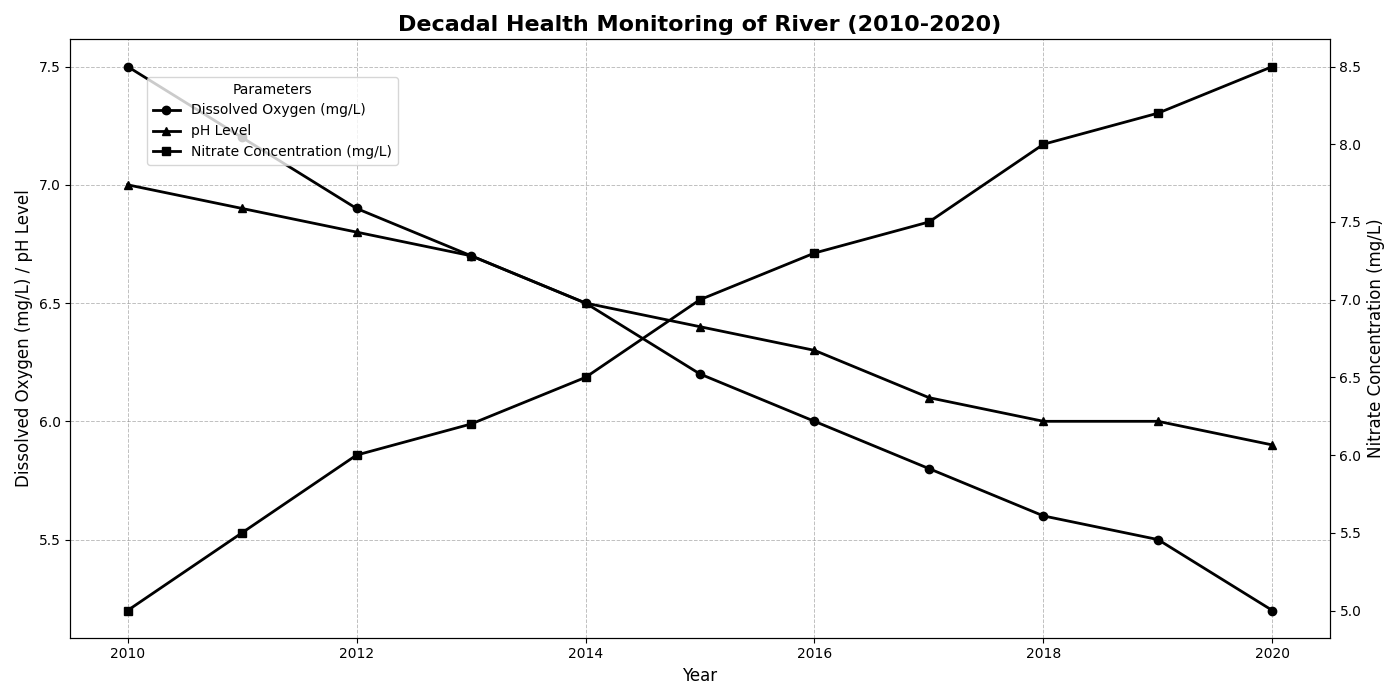 Decadal Health Monitoring of River (2010-2020)
Parameters
Dissolved Oxygen (mg/L)
pH Level
Nitrate Concentration (mg/L)
Dissolved Oxygen (mg/L) / pH Level
7.5
7.0
6.5
6.0
5.5
8.5
8.0
7.5
7.0
6.5
6.0
5.5
5.0
Nitrate Concentration (mg/L)
2010 2012 2014 2016 2018 2020
Year